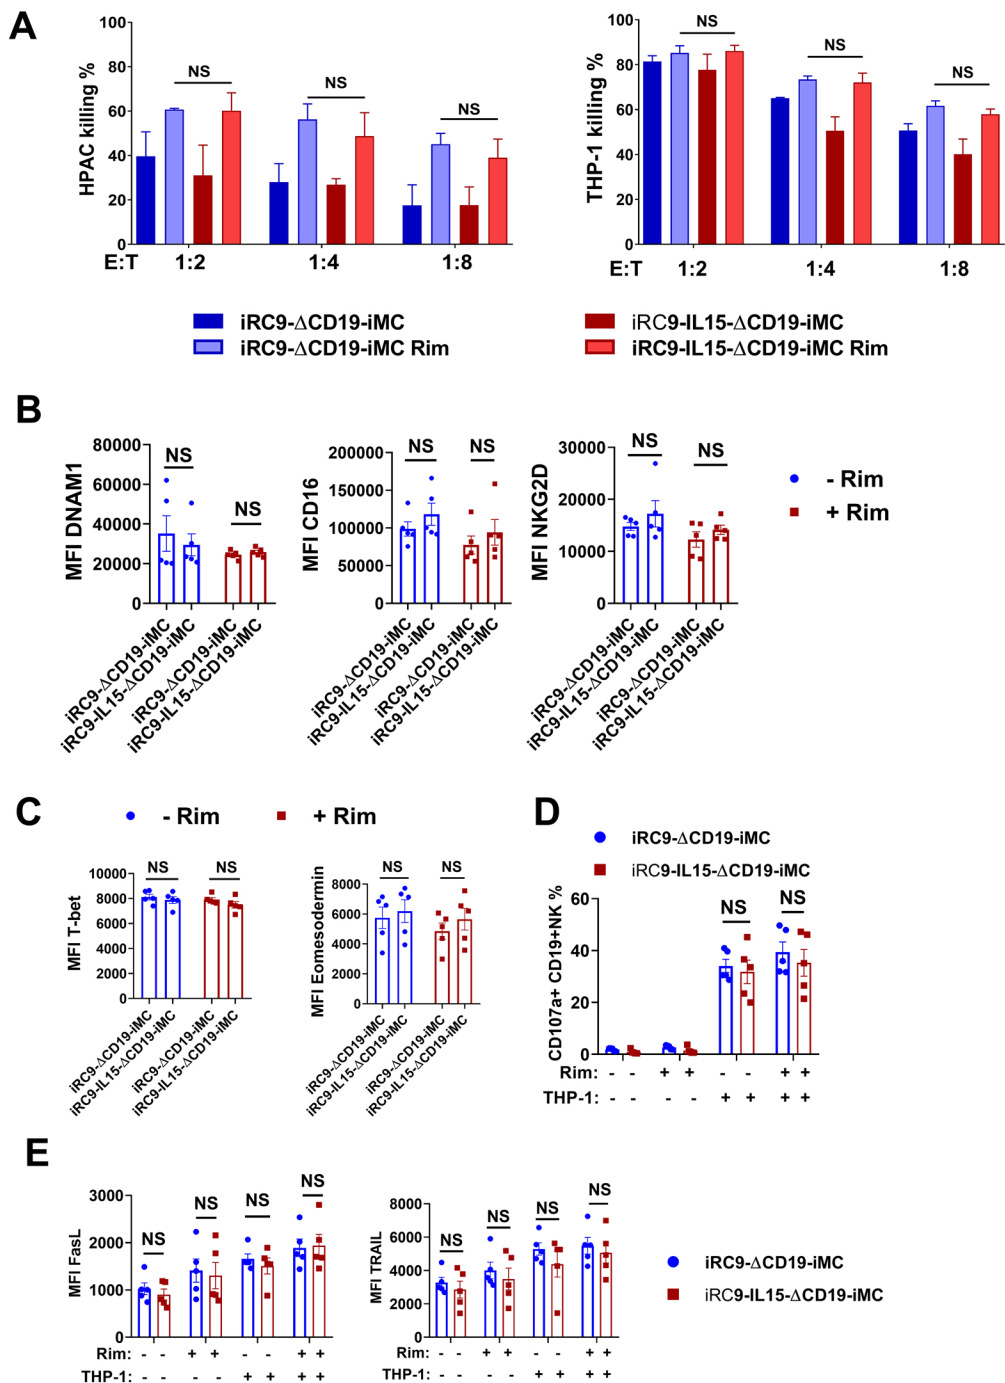 A
HPAC killing %
100
80
60
40
20
0
NS
NS
NS
E:T 1:2 1:4 1:8
THP-1 killing %
100
80
60
40
20
0
NS
NS
NS
E:T 1:2 1:4 1:8
iRC9-ΔCD19-iMC
iRC9-ΔCD19-iMC Rim
iRC9-IL15-ΔCD19-iMC
iRC9-IL15-ΔCD19-iMC Rim
B
MFI DNAM1
80000
60000
40000
20000
0
NS
NS
iRC9-ΔCD19-iMC
iRC9-IL15-ΔCD19-iMC
iRC9-ΔCD19-iMC
iRC9-IL15-ΔCD19-iMC
MFI CD16
200000
150000
100000
50000
0
NS
NS
iRC9-ΔCD19-iMC
iRC9-IL15-ΔCD19-iMC
iRC9-ΔCD19-iMC
iRC9-IL15-ΔCD19-iMC
MFI NKG2D
30000
20000
10000
0
NS
NS
iRC9-ΔCD19-iMC
iRC9-IL15-ΔCD19-iMC
iRC9-ΔCD19-iMC
iRC9-IL15-ΔCD19-iMC
- Rim
+ Rim
C
- Rim
+ Rim
MFI T-bet
10000
8000
6000
4000
2000
0
NS
NS
iRC9-ΔCD19-iMC
iRC9-IL15-ΔCD19-iMC
iRC9-ΔCD19-iMC
iRC9-IL15-ΔCD19-iMC
MFI Eomesodermin
8000
6000
4000
2000
0
NS
NS
iRC9-ΔCD19-iMC
iRC9-IL15-ΔCD19-iMC
iRC9-ΔCD19-iMC
iRC9-IL15-ΔCD19-iMC
D
iRC9-ΔCD19-iMC
iRC9-IL15-ΔCD19-iMC
CD107a+ CD19+NK %
60
40
20
0
NS
NS
Rim: - - + + - - + +
THP-1: - - - - + + + +
E
MFI FasL
3000
2000
1000
0
NS
NS
NS
NS
Rim: - - + + - - + +
THP-1: - - - - + + + +
MFI TRAIL
8000
6000
4000
2000
0
NS
NS
NS
NS
Rim: - - + + - - + +
THP-1: - - - - + + + +
iRC9-ΔCD19-iMC
iRC9-IL15-ΔCD19-iMC